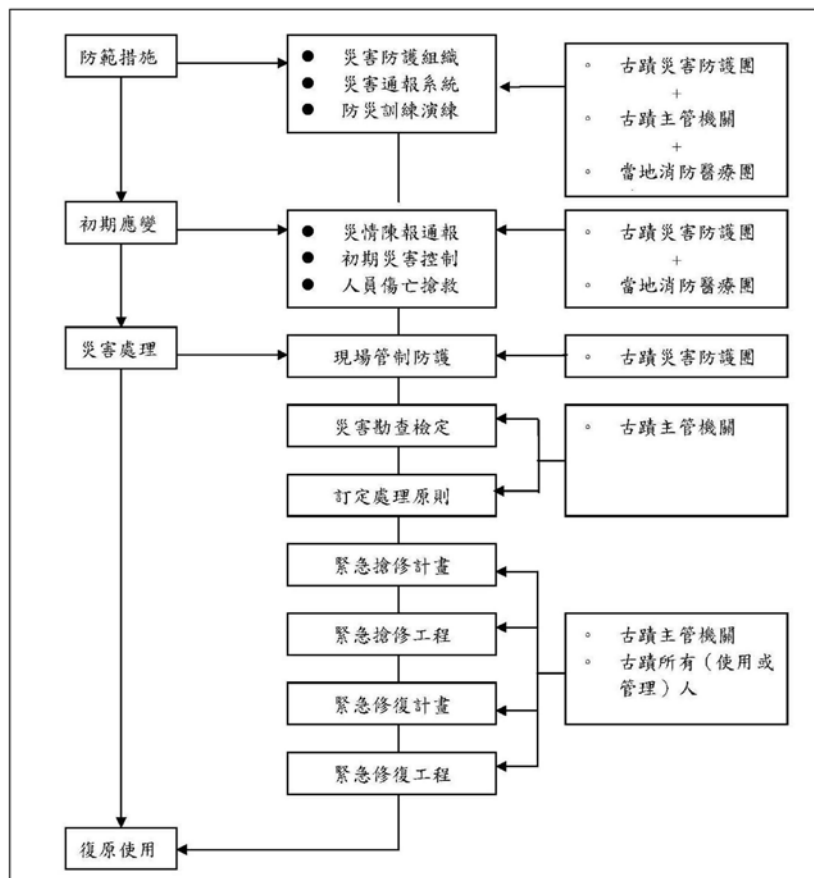 防範措施
● 災害防護組織
● 災害通報系統
● 防災訓練演練
。 古蹟災害防護團
+
。 古蹟主管機關
+
。 當地消防醫療團
初期應變
● 災情陳報通報
● 初期災害控制
● 人員傷亡搶救
。 古蹟災害防護團
+
。 當地消防醫療團
災害處理
現場管制防護
。 古蹟災害防護團
災害勘查檢定
。 古蹟主管機關
訂定處理原則
緊急搶修計畫
緊急搶修工程
。 古蹟主管機關
。 古蹟所有（使用或
管理）人
緊急修復計畫
緊急修復工程
復原使用